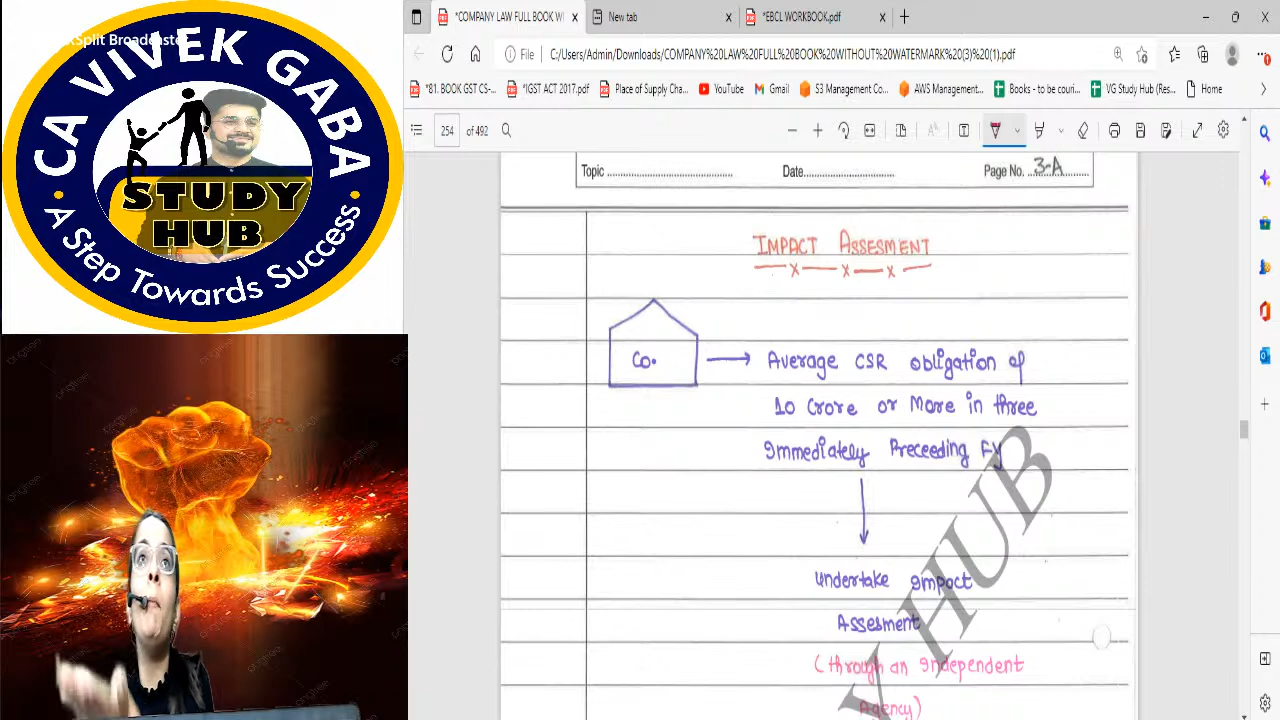 XSplit Broadcaster
CA VIVEK GABA
STUDY
HUB
A Step Towards Success
*COMPANY LAW FULL BOOK WI
New tab
*EBCL WORKBOOK.pdf
File
C:/Users/Admin/Downloads/COMPANY%20LAW%20FULL%20BOOK%20WITHOUT%20WATERMARK%20(3)%20(1).pdf
*81. BOOK GST CS-...
*IGST ACT 2017.pdf
Place of Supply Cha...
YouTube
Gmail
S3 Management Co...
AWS Management...
Books - to be couri...
VG Study Hub (Res...
Home
254 of 492
Topic
Date
Page No. 3-A
IMPACT ASSESMENT
Co.
Average CSR obligation of
10 Crore or More in three
Immediately Preceeding FY
Undertake Impact
Assesment
(through an Independent
Agency)
Y HUB